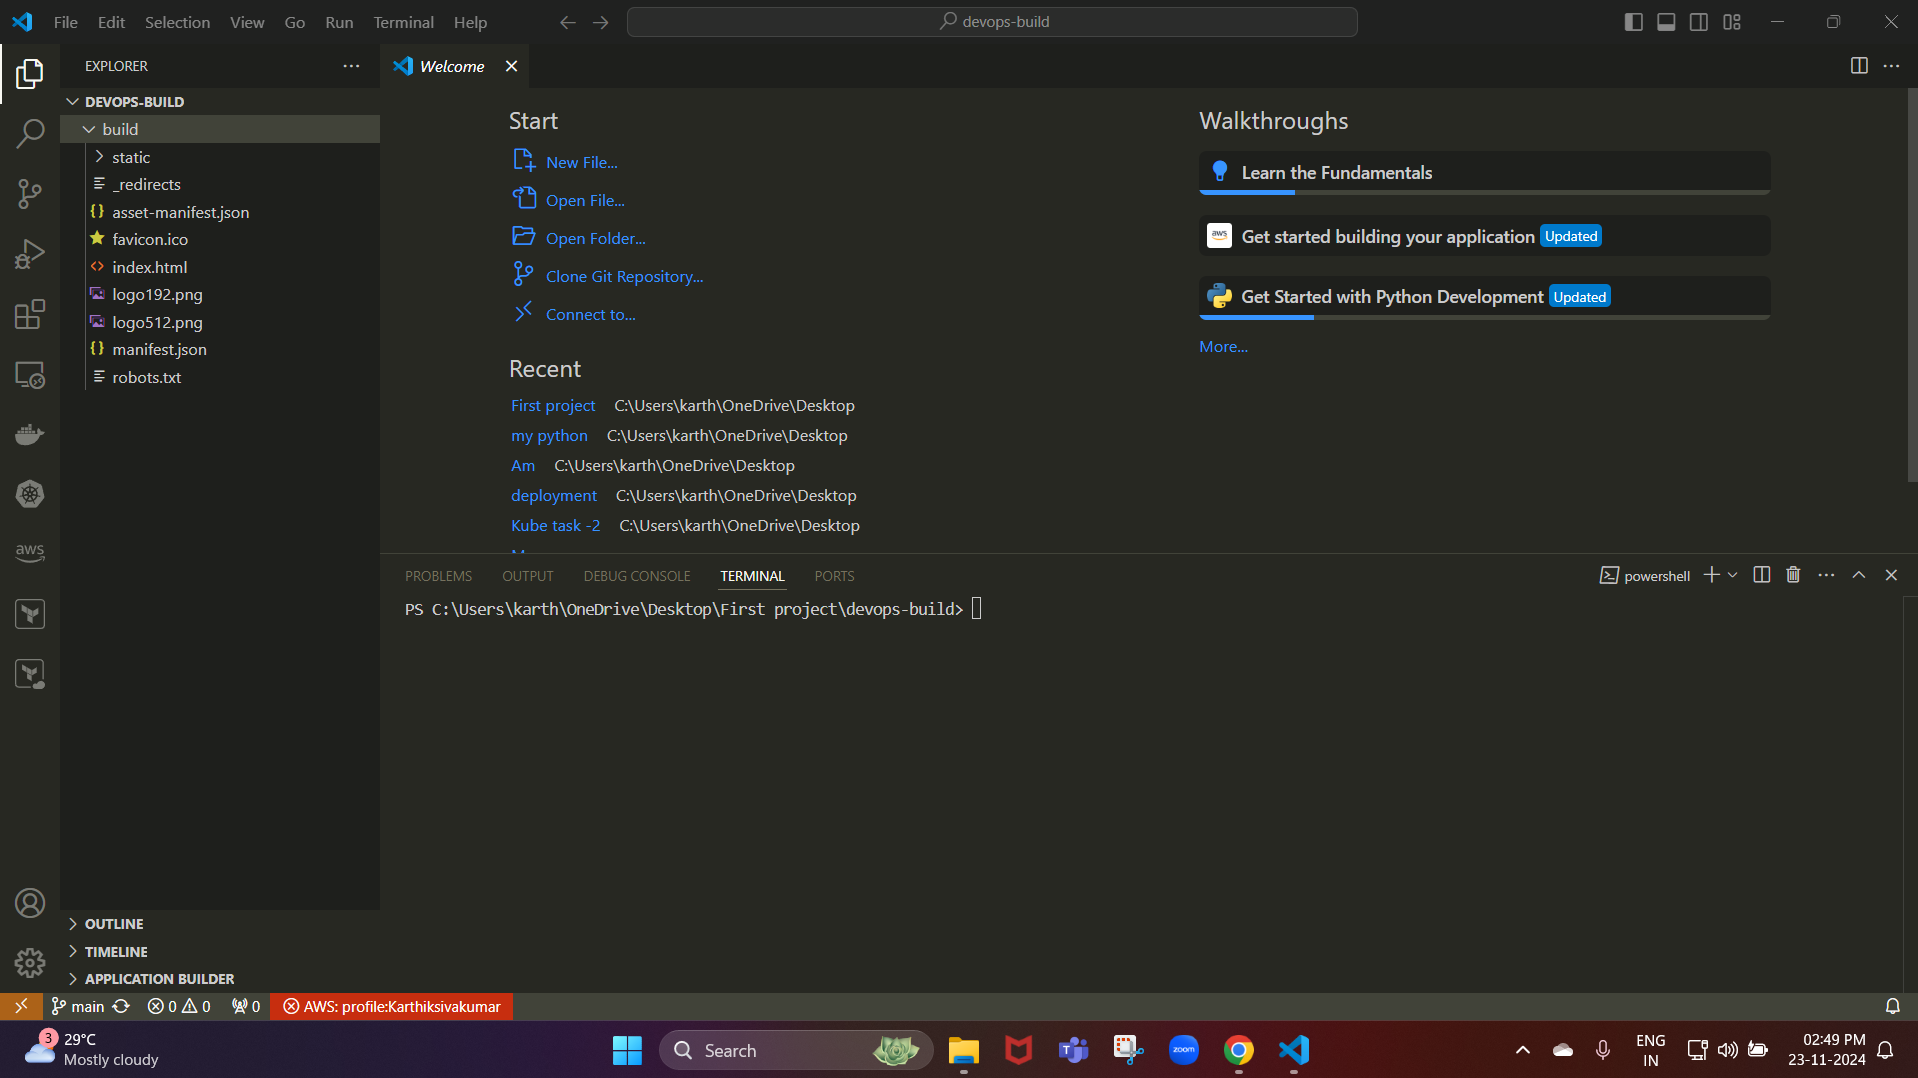 File Edit Selection View Go Run Terminal Help
devops-build
EXPLORER
Welcome
DEVOPS-BUILD
build
static
_redirects
asset-manifest.json
favicon.ico
index.html
logo192.png
logo512.png
manifest.json
robots.txt
OUTLINE
TIMELINE
APPLICATION BUILDER
aws
Start
New File...
Open File...
Open Folder...
Clone Git Repository...
Connect to...
Recent
First project C:\Users\karth\OneDrive\Desktop
my python C:\Users\karth\OneDrive\Desktop
Am C:\Users\karth\OneDrive\Desktop
deployment C:\Users\karth\OneDrive\Desktop
Kube task -2 C:\Users\karth\OneDrive\Desktop
Walkthroughs
Learn the Fundamentals
aws Get started building your application Updated
Get Started with Python Development Updated
More...
PROBLEMS OUTPUT DEBUG CONSOLE TERMINAL PORTS
powershell
PS C:\Users\karth\OneDrive\Desktop\First project\devops-build>
main 0 0 0 AWS: profile:Karthiksivakumar
3
29°C
Mostly cloudy
Search
zoom
ENG
IN
02:49 PM
23-11-2024